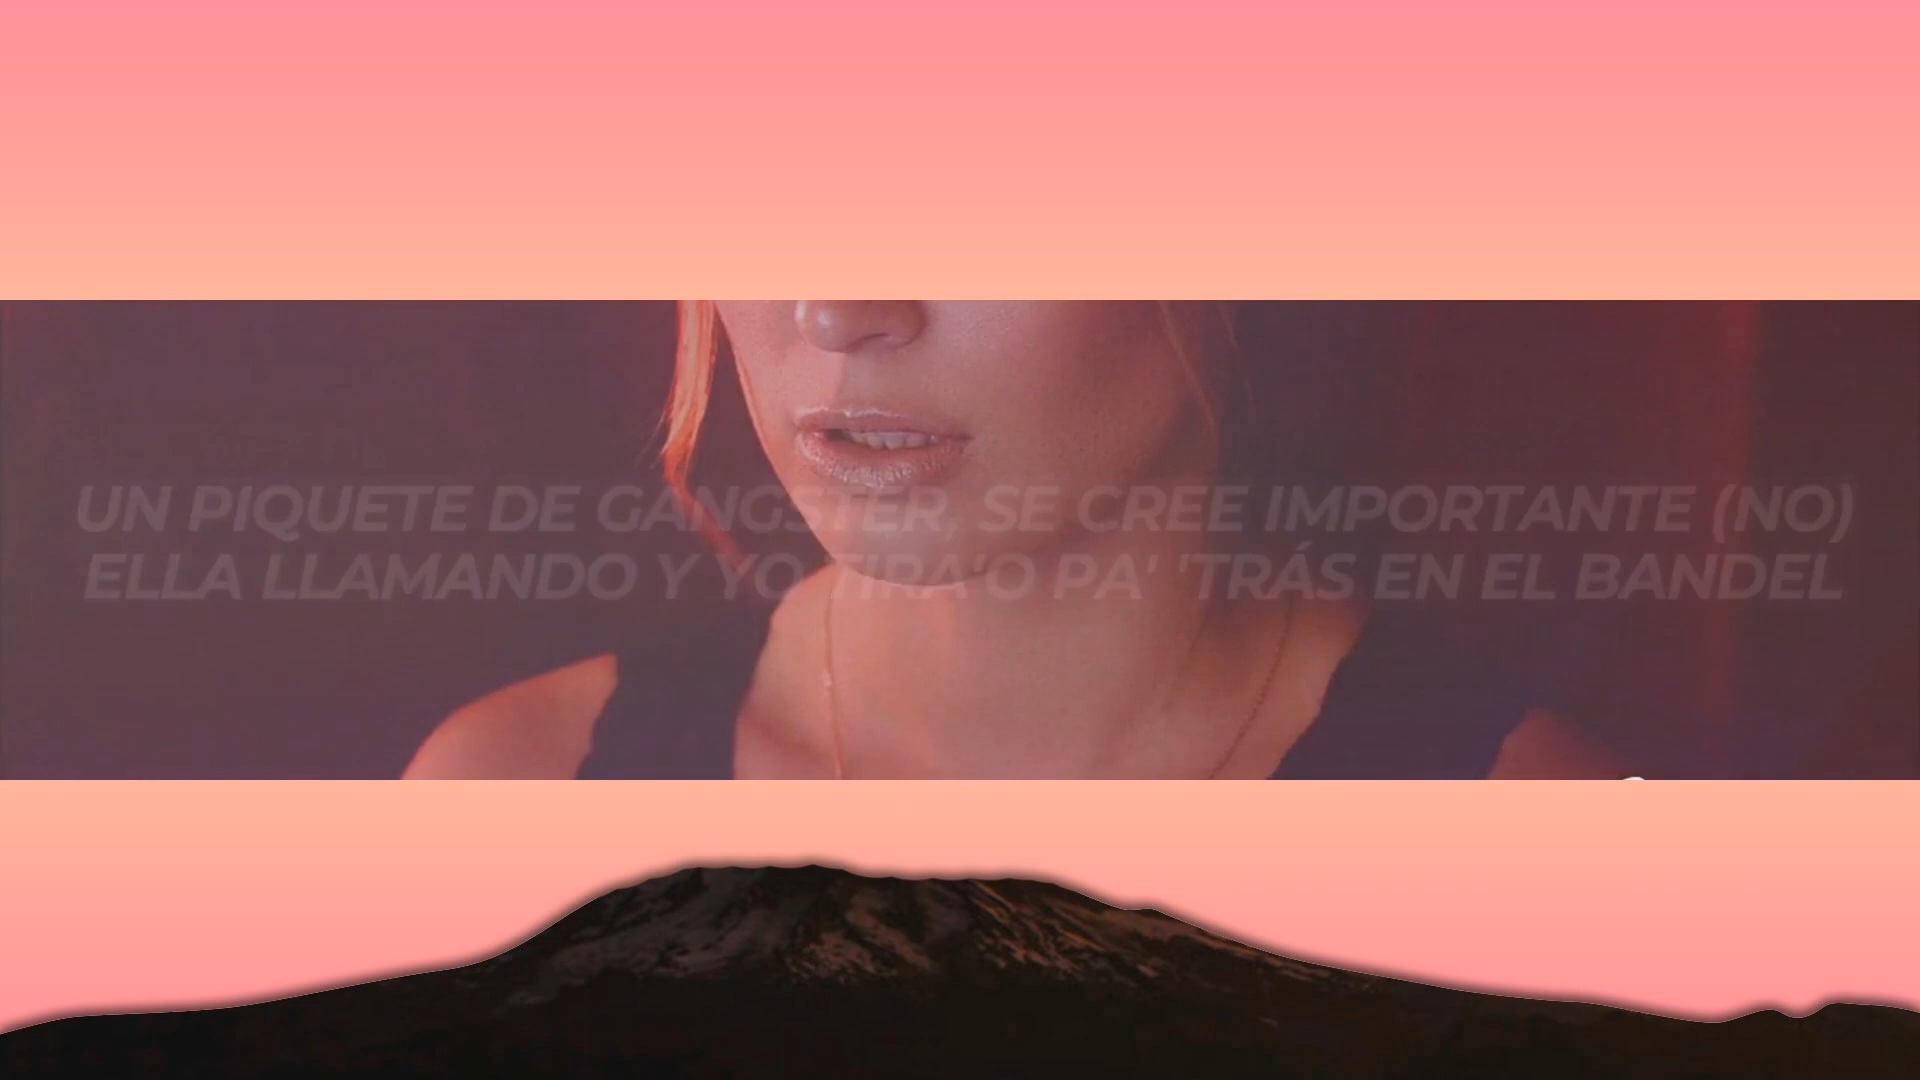 UN PIQUETE DE GANGSTER, SE CREE IMPORTANTE (NO)
ELLA LLAMANDO Y YO TIRA'O PA' 'TRÁS EN EL BANDEL